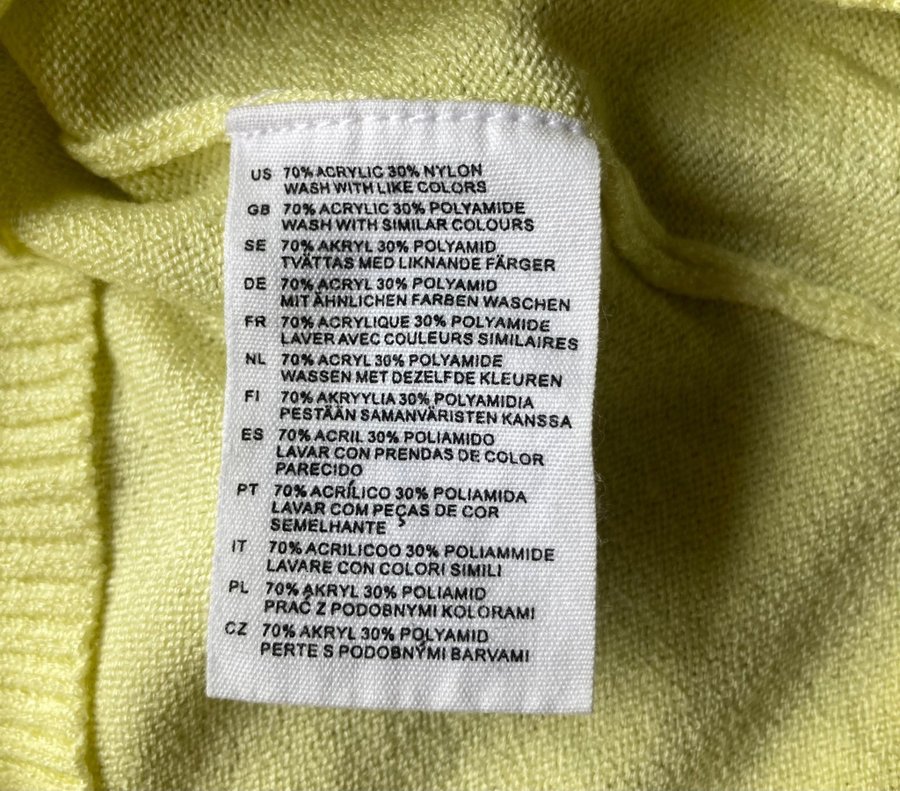 US 70% ACRYLIC 30% NYLON
WASH WITH LIKE COLORS
GB 70% ACRYLIC 30% POLYAMIDE
WASH WITH SIMILAR COLOURS
SE 70% AKRYL 30% POLYAMID
TVÄTTAS MED LIKNANDE FÄRGER
DE 70% ACRYL 30% POLYAMID
MIT ÄHNLICHEN FARBEN WASCHEN
FR 70% ACRYLIQUE 30% POLYAMIDE
LAVER AVEC COULEURS SIMILAIRES
NL 70% ACRYL 30% POLYAMIDE
WASSEN MET DEZELFDE KLEUREN
FI 70% AKRYYLIA 30% POLYAMIDIA
PESTÄÄN SAMANVÄRISTEN KANSSA
ES 70% ACRIL 30% POLIAMIDO
LAVAR CON PRENDAS DE COLOR
PARECIDO
PT 70% ACRÍLICO 30% POLIAMIDA
LAVAR COM PEÇAS DE COR
SEMELHANTE
IT 70% ACRILICOO 30% POLIAMMIDE
LAVARE CON COLORI SIMILI
PL 70% AKRYL 30% POLIAMID
PRAĆ Z PODOBNYMI KOLORAMI
CZ 70% AKRYL 30% POLYAMID
PERTE S PODOBNÝMI BARVAMI